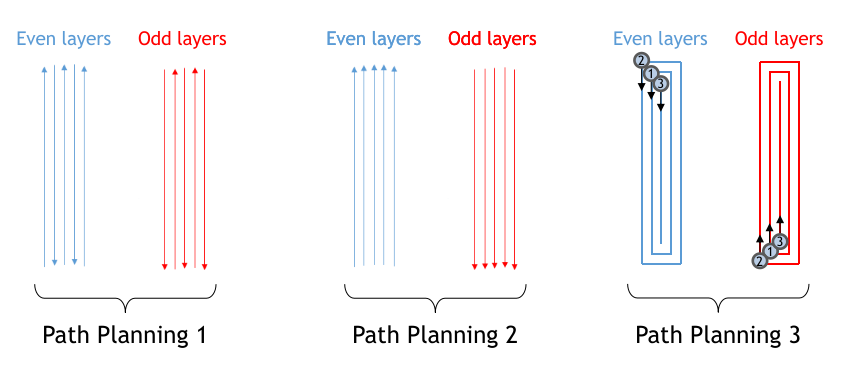 Even layers Odd layers
Even layers Odd layers
Even layers Odd layers
2
1
3
3
1
2
Path Planning 1
Path Planning 2
Path Planning 3